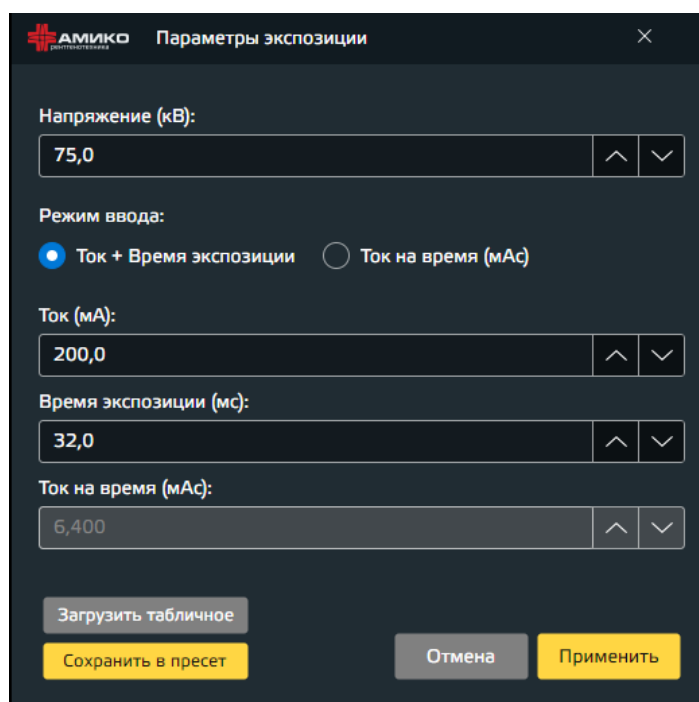 АМИКО
РЕНТГЕНОТЕХНИКА
Параметры экспозиции
Напряжение (кВ):
75,0
Режим ввода:
Ток + Время экспозиции Ток на время (мАс)
Ток (мА):
200,0
Время экспозиции (мс):
32,0
Ток на время (мАс):
6,400
Загрузить табличное
Сохранить в пресет
Отмена Применить